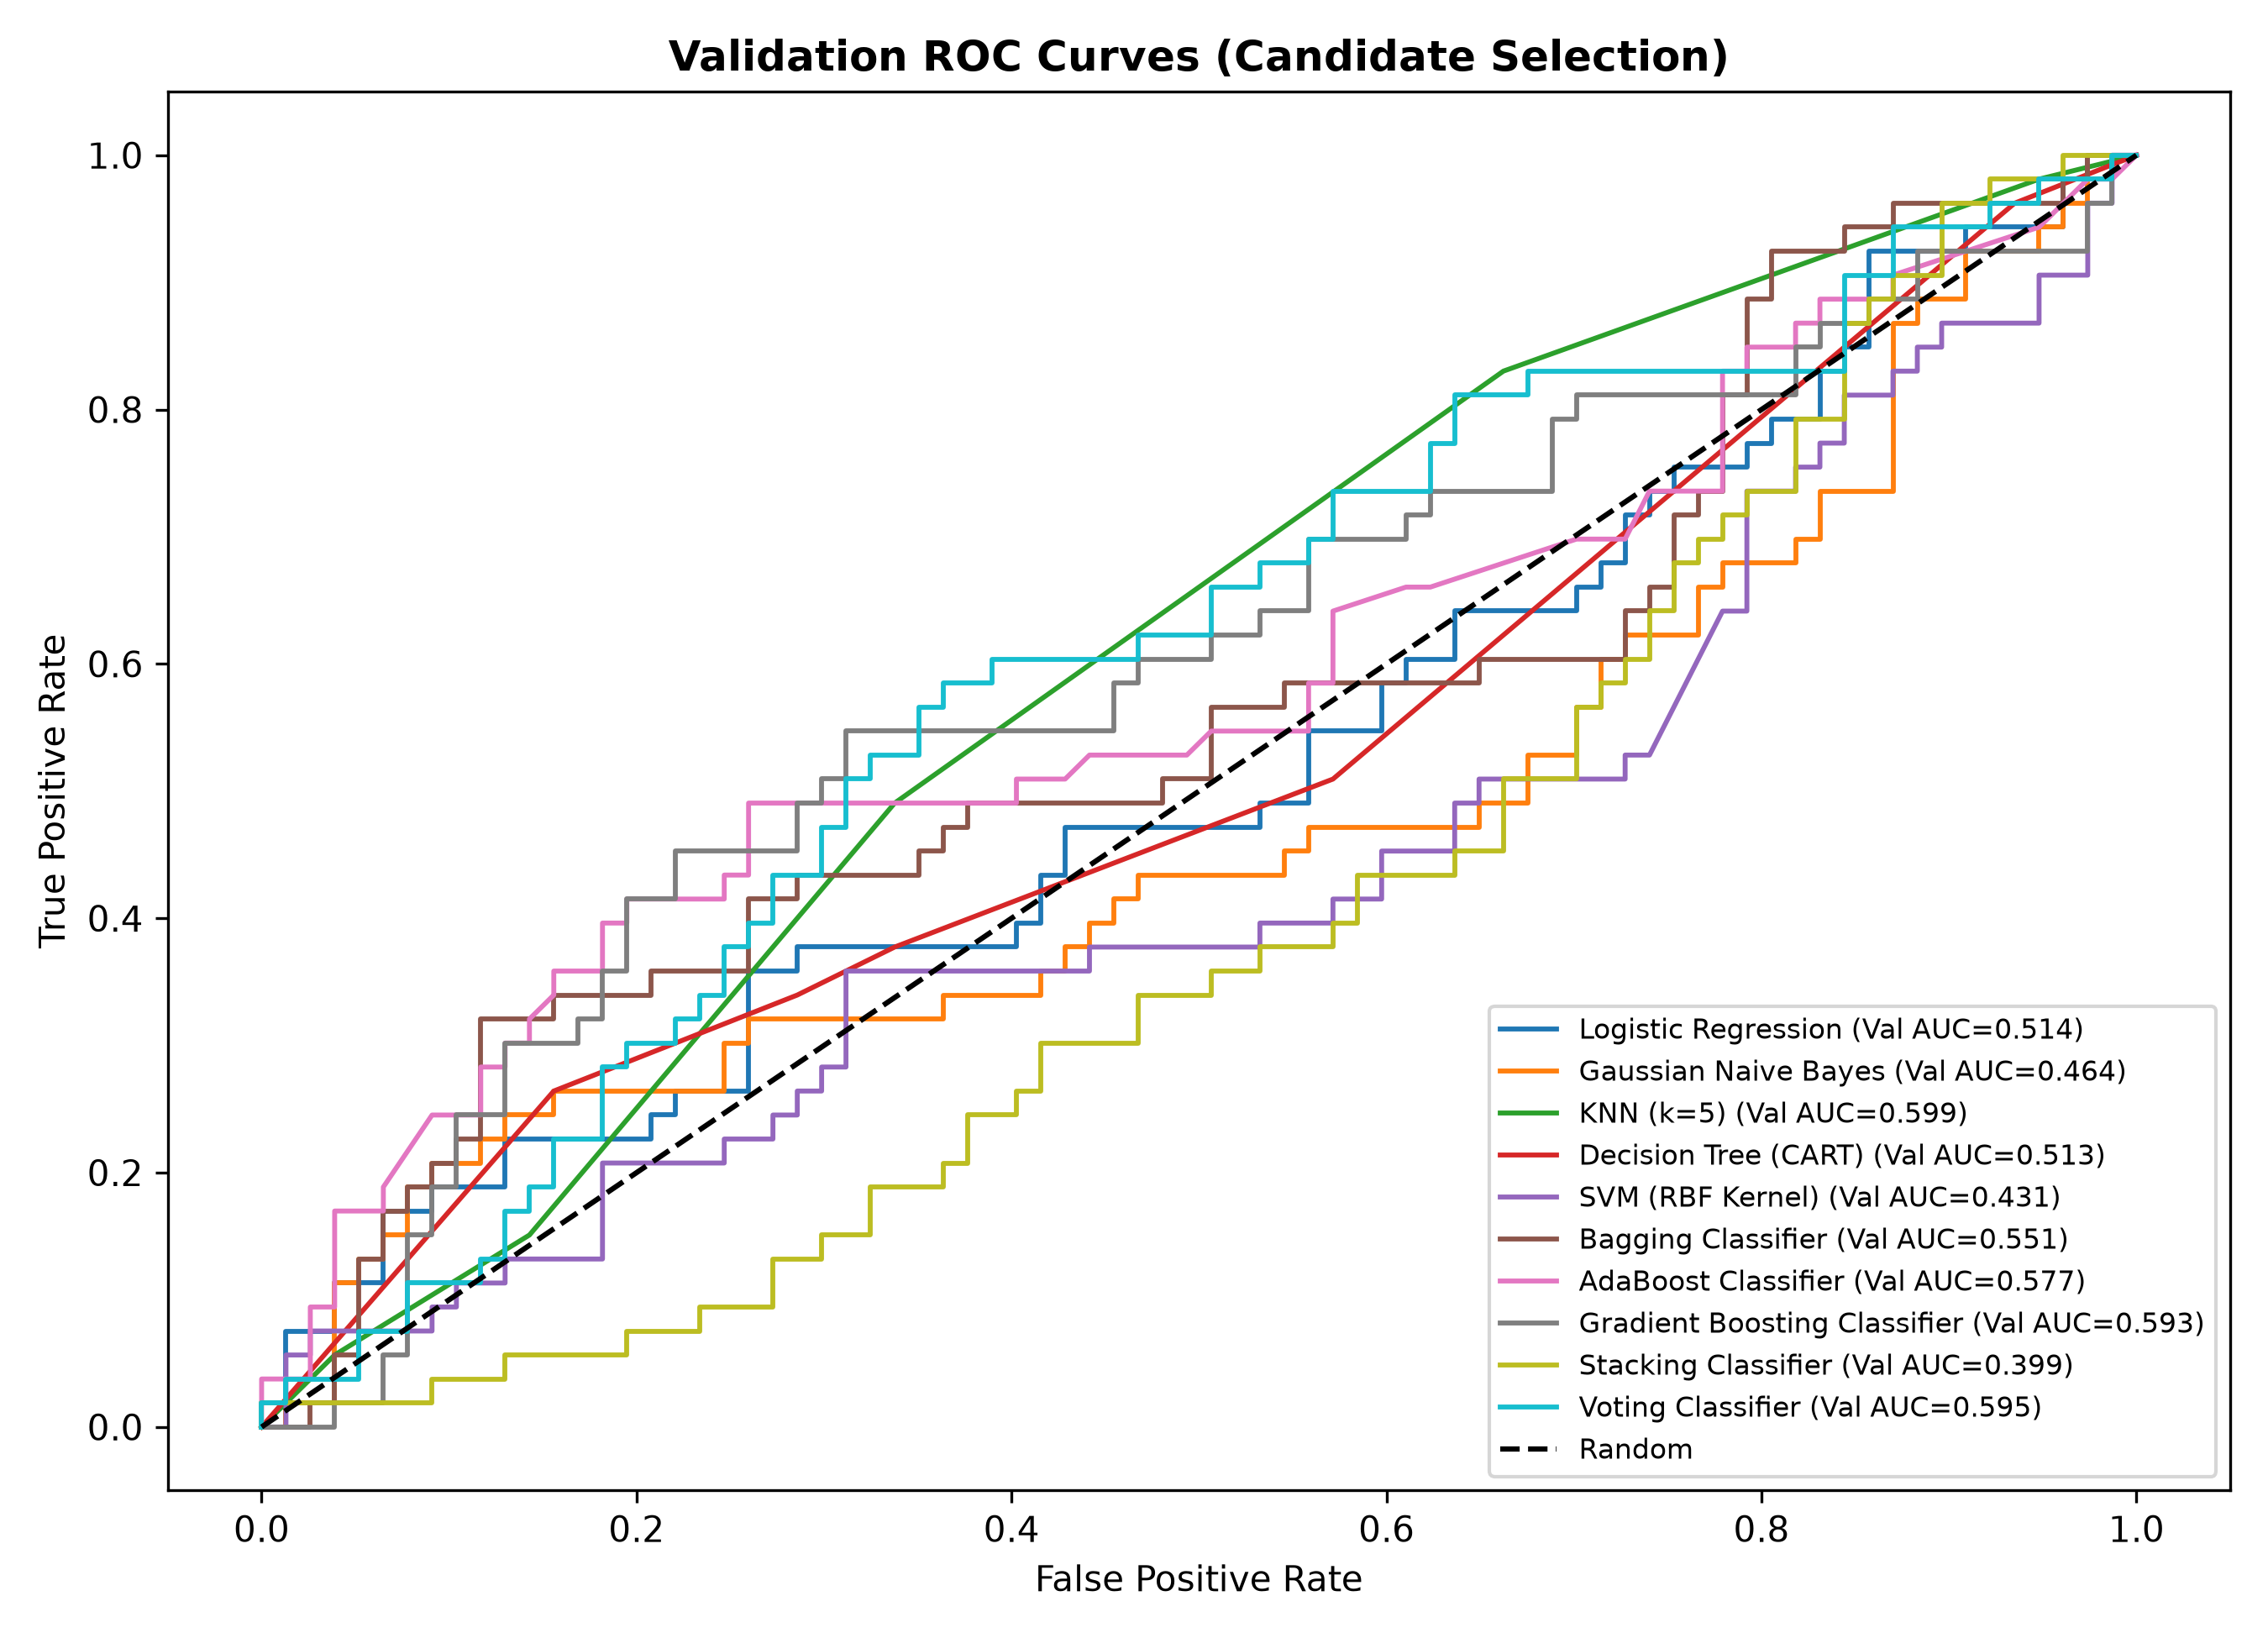 Validation ROC Curves (Candidate Selection)
True Positive Rate
1.0
0.8
0.6
0.4
0.2
0.0
0.0 0.2 0.4 0.6 0.8 1.0
False Positive Rate
Logistic Regression (Val AUC=0.514)
Gaussian Naive Bayes (Val AUC=0.464)
KNN (k=5) (Val AUC=0.599)
Decision Tree (CART) (Val AUC=0.513)
SVM (RBF Kernel) (Val AUC=0.431)
Bagging Classifier (Val AUC=0.551)
AdaBoost Classifier (Val AUC=0.577)
Gradient Boosting Classifier (Val AUC=0.593)
Stacking Classifier (Val AUC=0.399)
Voting Classifier (Val AUC=0.595)
Random